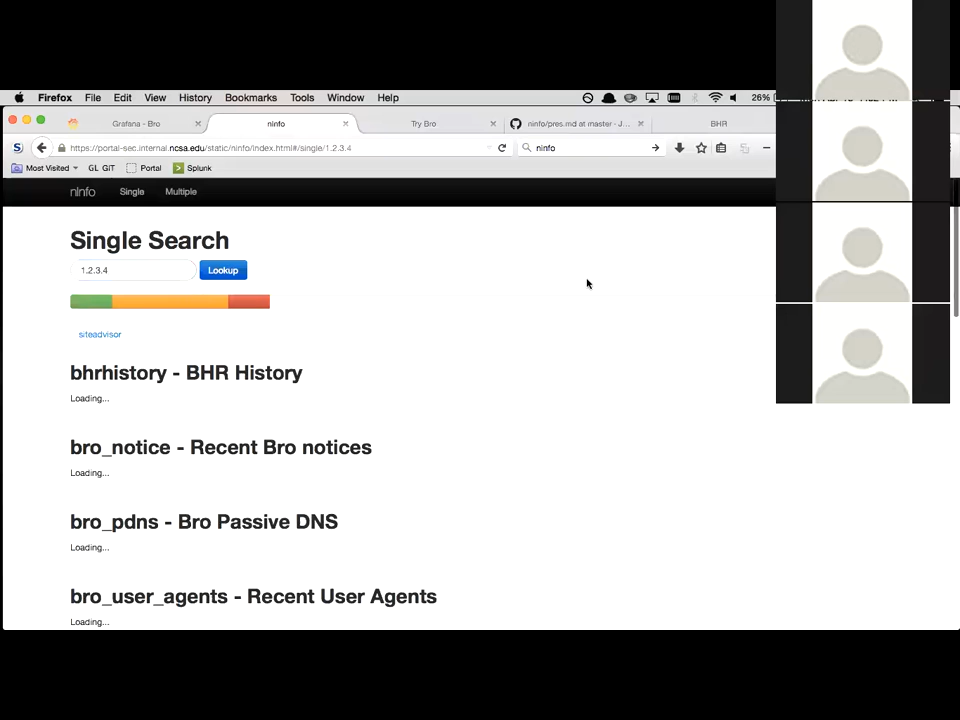 Firefox File Edit View History Bookmarks Tools Window Help 26%
Grafana - Bro ninfo Try Bro ninfo/pres.md at master · J... BHR
https://portal-sec.internal.ncsa.edu/static/ninfo/index.html#/single/1.2.3.4 ninfo
Most Visited GL GIT Portal Splunk
ninfo Single Multiple
Single Search
1.2.3.4 Lookup
siteadvisor
bhrhistory - BHR History
Loading...
bro_notice - Recent Bro notices
Loading...
bro_pdns - Bro Passive DNS
Loading...
bro_user_agents - Recent User Agents
Loading...